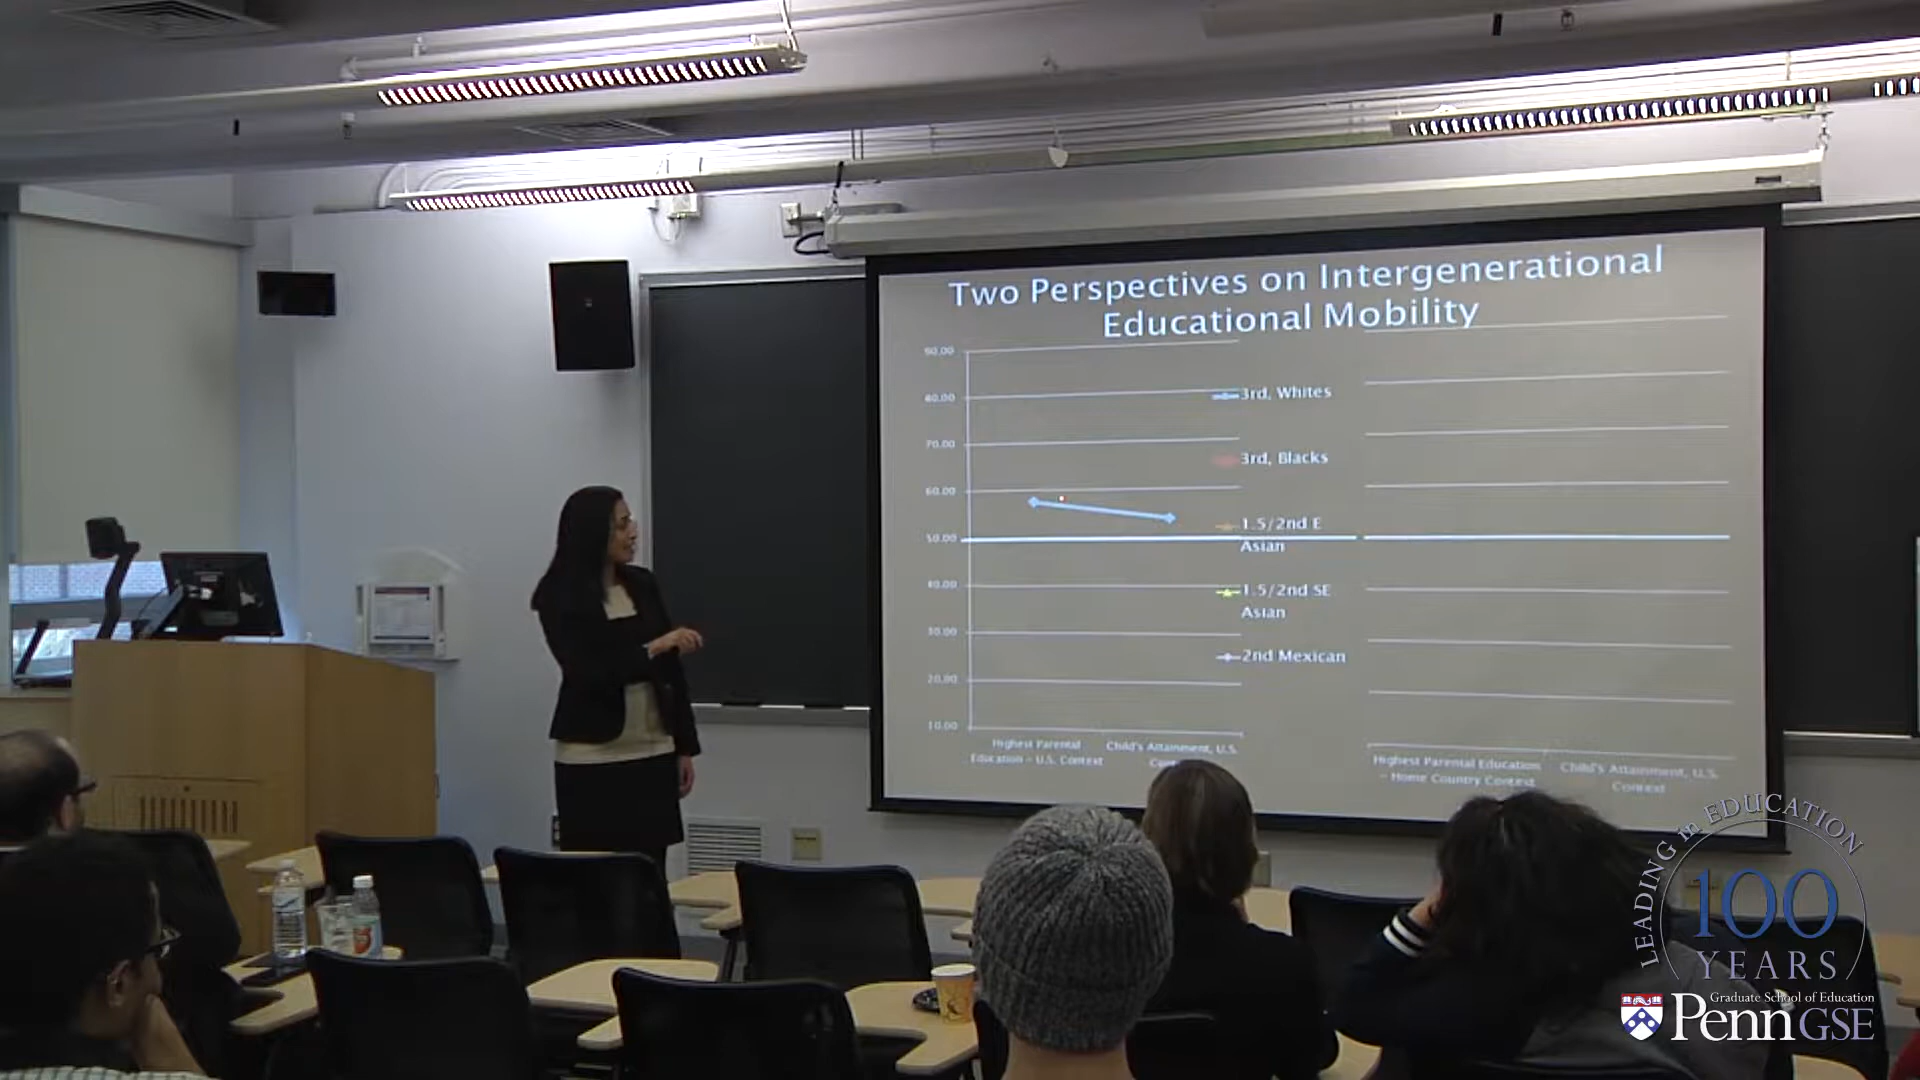 Two Perspectives on Intergenerational
Educational Mobility
90.00
80.00
70.00
60.00
50.00
40.00
30.00
20.00
10.00
3rd, Whites
3rd, Blacks
1.5/2nd E
Asian
1.5/2nd SE
Asian
2nd Mexican
Highest Parental
Education - U.S. Context
Child's Attainment, U.S.
Highest Parental Education
- Home Country Context
Child's Attainment, U.S.
Context
LEADING in EDUCATION
100
YEARS
Graduate School of Education
PennGSE